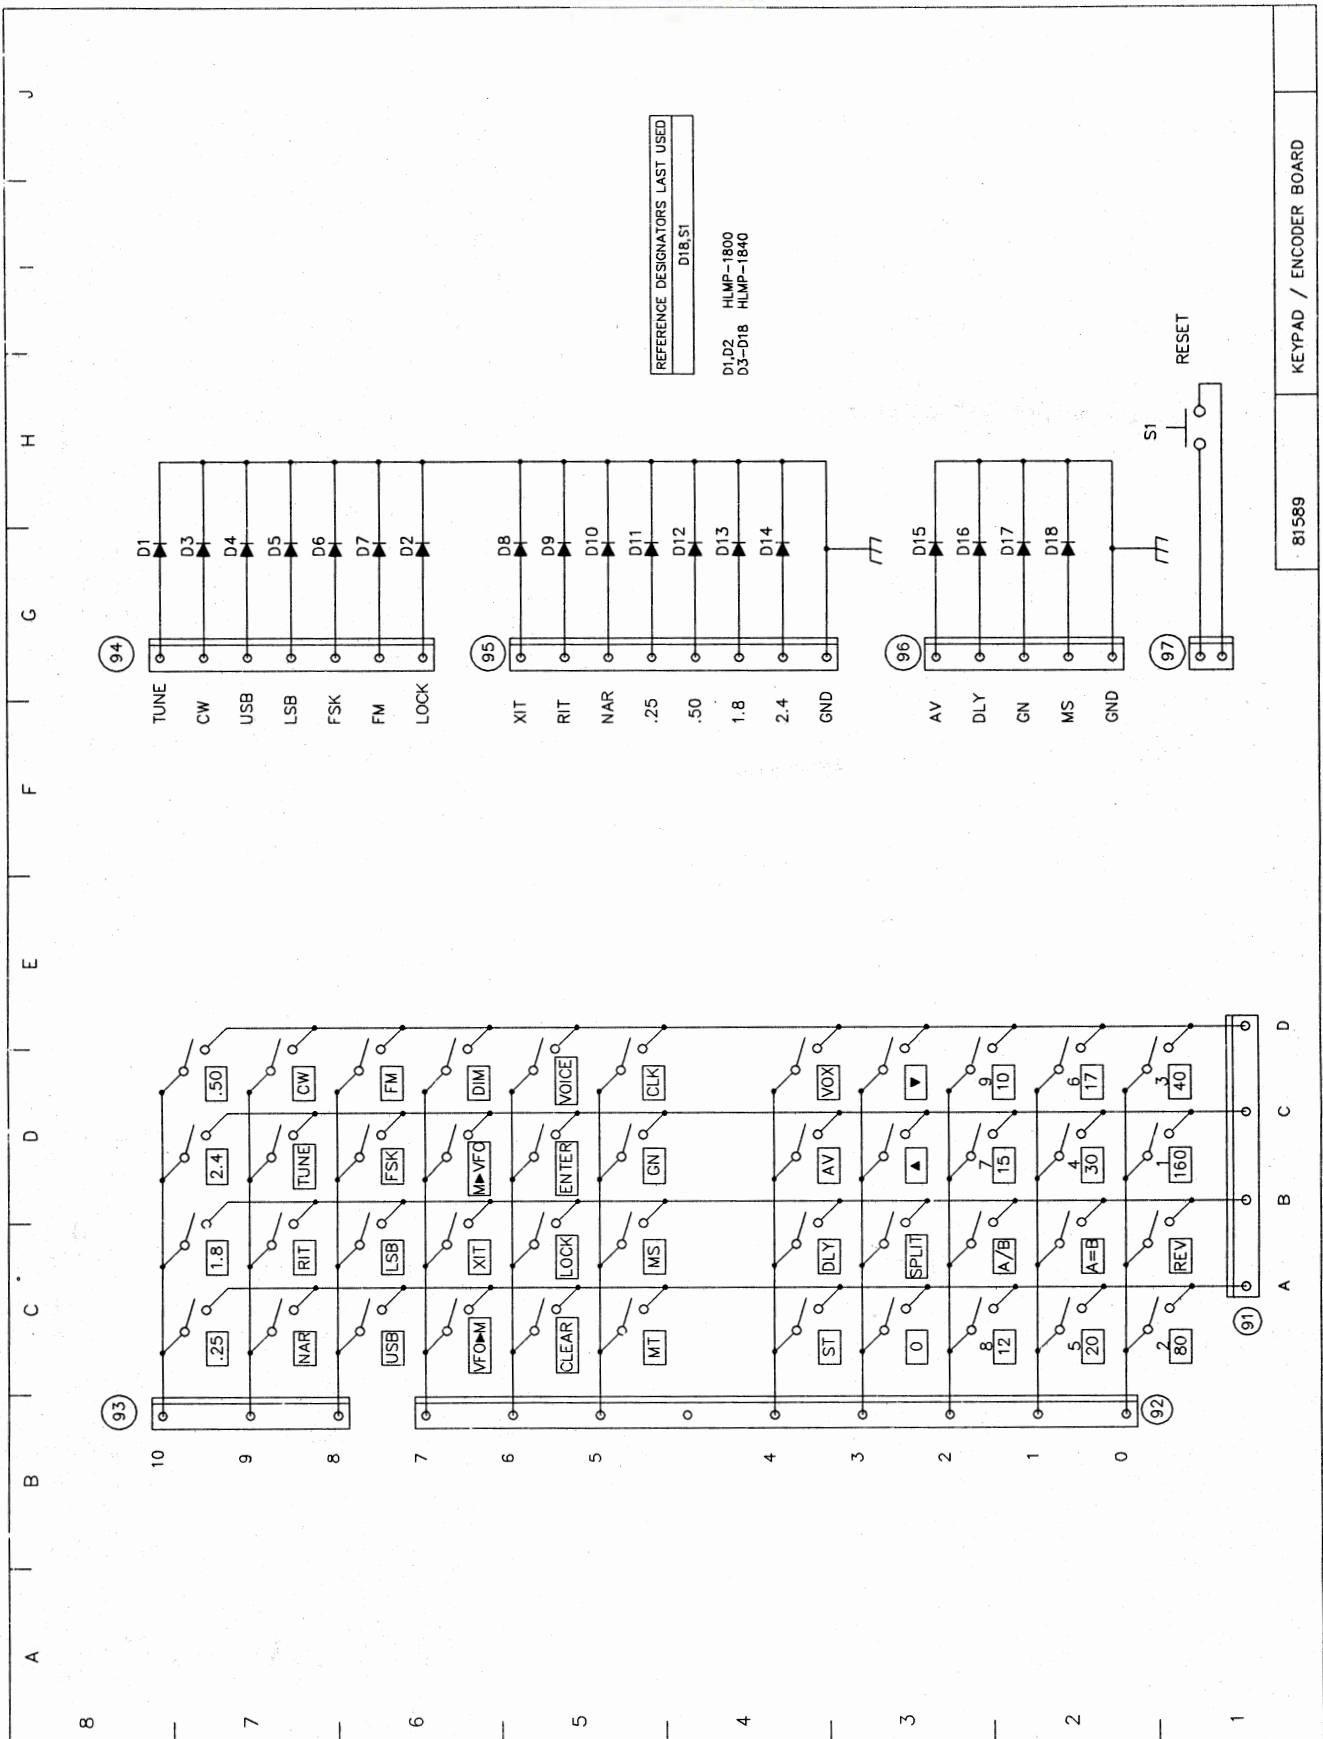 8
7
6
5
4
3
2
1
A
B
C
D
E
F
G
H
J
93
10
9
8
7
6
5
4
3
2
1
0
92
.25
1.8
2.4
.50
NAR
RIT
TUNE
CW
USB
LSB
FSK
FM
VFO▶M
XIT
M▶VFO
DIM
CLEAR
LOCK
ENTER
VOICE
MT
MS
GN
CLK
ST
DLY
AV
VOX
0
SPLIT
▲
▼
8
12
A/B
7
15
9
10
5
20
A=B
4
30
6
17
2
80
REV
1
160
3
40
91
A
B
C
D
94
TUNE
D1
CW
D3
USB
D4
LSB
D5
FSK
D6
FM
D7
LOCK
D2
95
XIT
D8
RIT
D9
NAR
D10
.25
D11
.50
D12
1.8
D13
2.4
D14
GND
96
AV
D15
DLY
D16
GN
D17
MS
D18
GND
97
S1
RESET
REFERENCE DESIGNATORS LAST USED
D18,S1
D1,D2 HLMP-1800
D3-D18 HLMP-1840
81589
KEYPAD / ENCODER BOARD